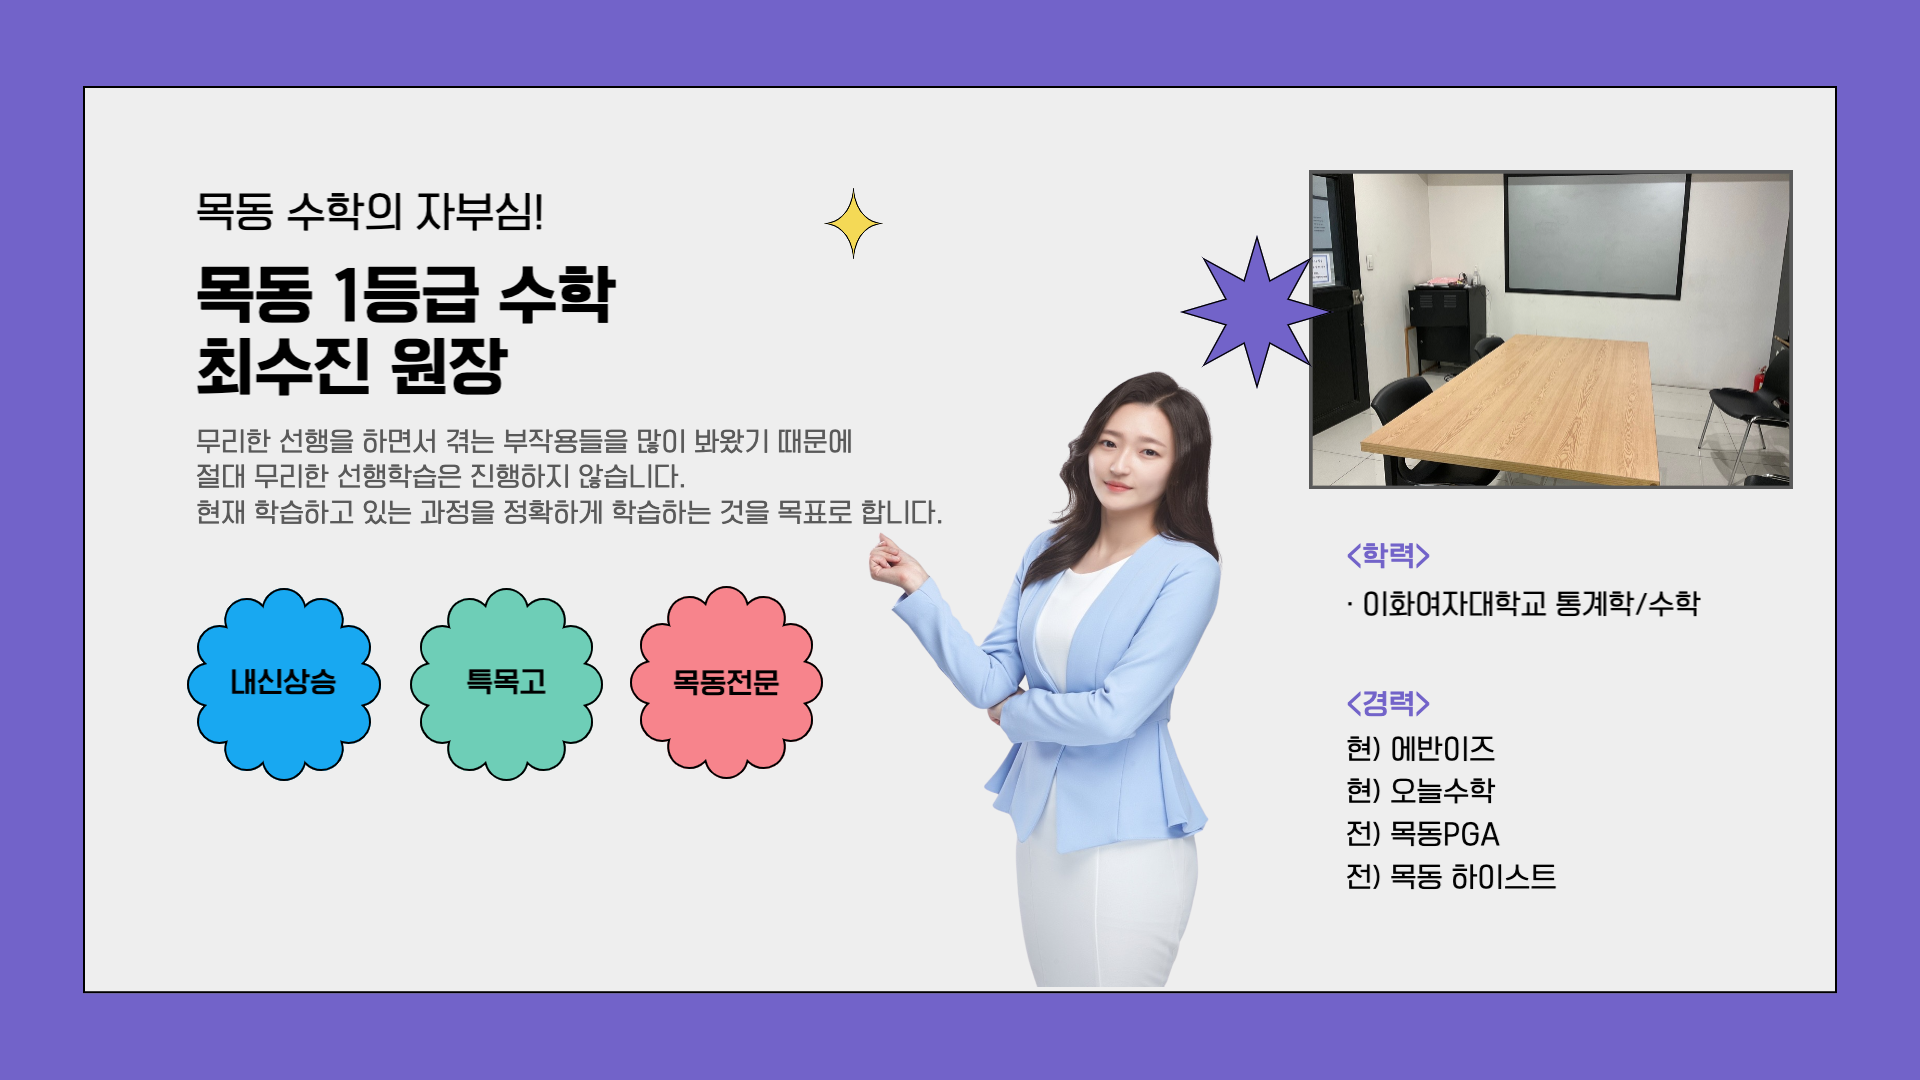 목동 수학의 자부심!
목동 1등급 수학
최수진 원장
무리한 선행을 하면서 겪는 부작용들을 많이 봐왔기 때문에
절대 무리한 선행학습은 진행하지 않습니다.
현재 학습하고 있는 과정을 정확하게 학습하는 것을 목표로 합니다.
내신상승
특목고
목동전문
<학력>
· 이화여자대학교 통계학/수학
<경력>
현) 에반이즈
현) 오늘수학
전) 목동PGA
전) 목동 하이스트